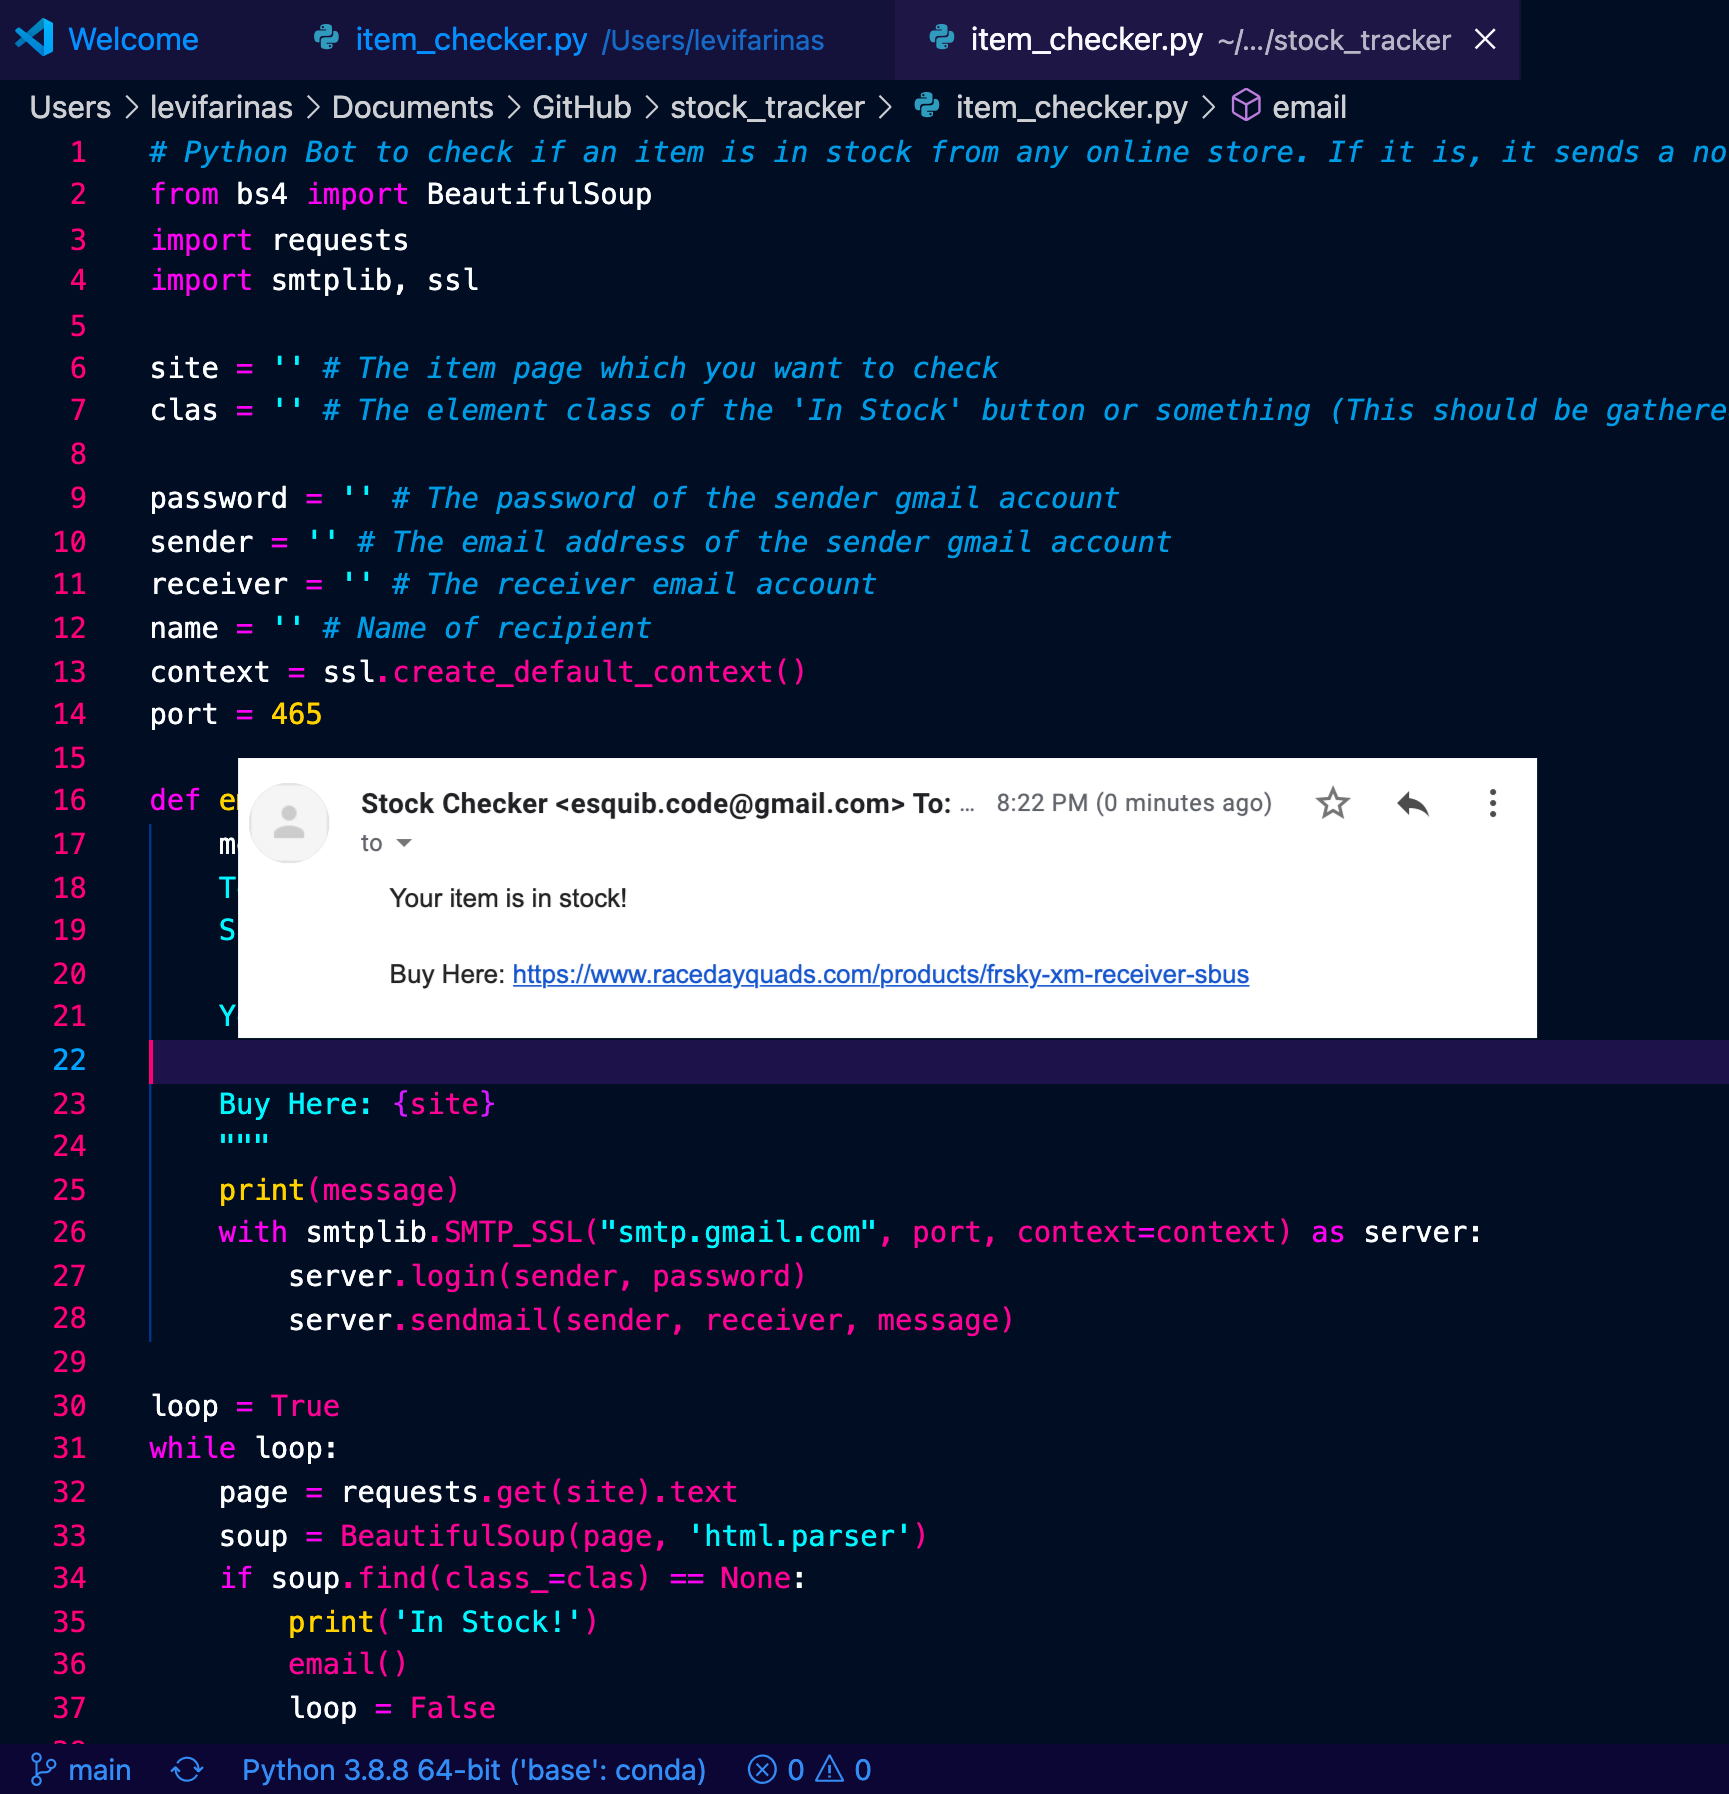 Welcome item_checker.py /Users/levifarinas item_checker.py ~/.../stock_tracker
Users > levifarinas > Documents > GitHub > stock_tracker > item_checker.py > email
1 # Python Bot to check if an item is in stock from any online store. If it is, it sends a no
2 from bs4 import BeautifulSoup
3 import requests
4 import smtplib, ssl
5
6 site = '' # The item page which you want to check
7 clas = '' # The element class of the 'In Stock' button or something (This should be gathere
8
9 password = '' # The password of the sender gmail account
10 sender = '' # The email address of the sender gmail account
11 receiver = '' # The receiver email account
12 name = '' # Name of recipient
13 context = ssl.create_default_context()
14 port = 465
15
16 def e
17 m
18 T
19 S
20
21 Y
Stock Checker <esquib.code@gmail.com> To: ... 8:22 PM (0 minutes ago)
to
Your item is in stock!
Buy Here: https://www.racedayquads.com/products/frsky-xm-receiver-sbus
22
23 Buy Here: {site}
24 """
25 print(message)
26 with smtplib.SMTP_SSL("smtp.gmail.com", port, context=context) as server:
27 server.login(sender, password)
28 server.sendmail(sender, receiver, message)
29
30 loop = True
31 while loop:
32 page = requests.get(site).text
33 soup = BeautifulSoup(page, 'html.parser')
34 if soup.find(class_=clas) == None:
35 print('In Stock!')
36 email()
37 loop = False
main Python 3.8.8 64-bit ('base': conda) 0 0